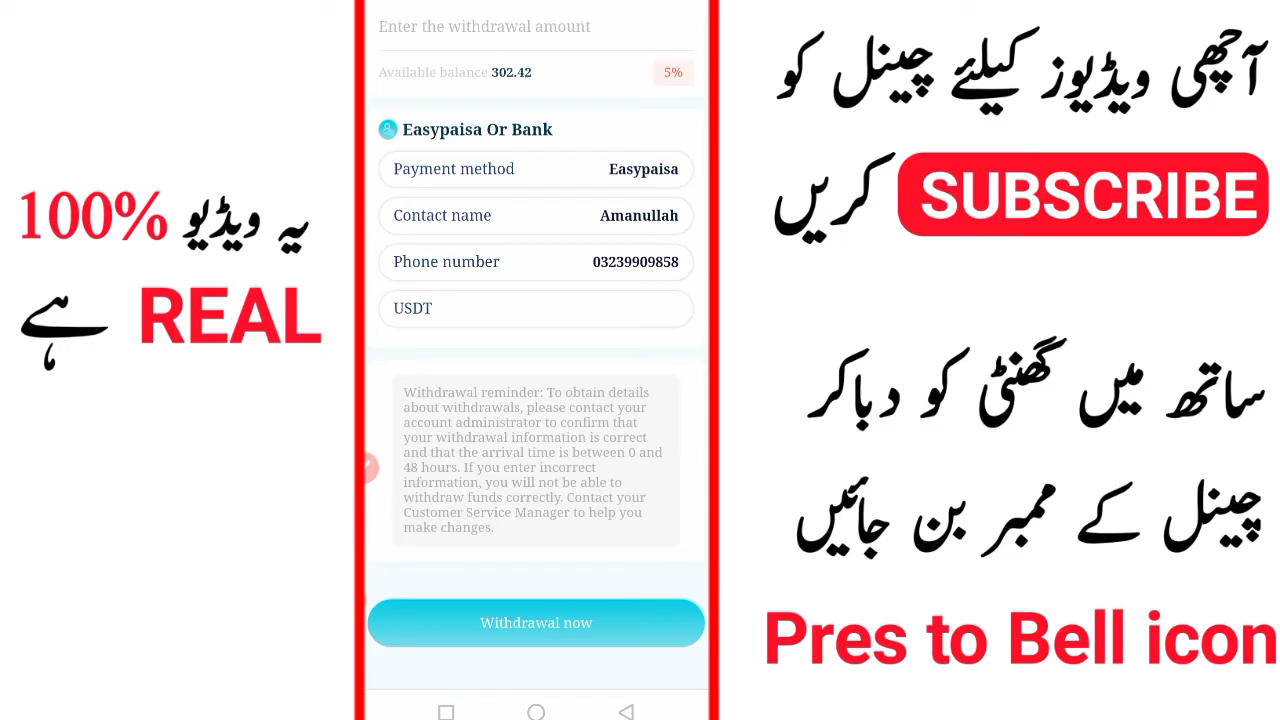 یہ ویڈیو 100%
REAL ہے
Enter the withdrawal amount
Available balance 302.42
5%
Easypaisa Or Bank
Payment method Easypaisa
Contact name Amanullah
Phone number 03239909858
USDT
Withdrawal reminder: To obtain details
about withdrawals, please contact your
account administrator to confirm that
your withdrawal information is correct
and that the arrival time is between 0 and
48 hours. If you enter incorrect
information, you will not be able to
withdraw funds correctly. Contact your
Customer Service Manager to help you
make changes.
Withdrawal now
آچھی ویڈیوز کیلئے چینل کو
SUBSCRIBE کریں
ساتھ میں گھنٹی کو دباکر
چینل کے ممبر بن جائیں
Pres to Bell icon